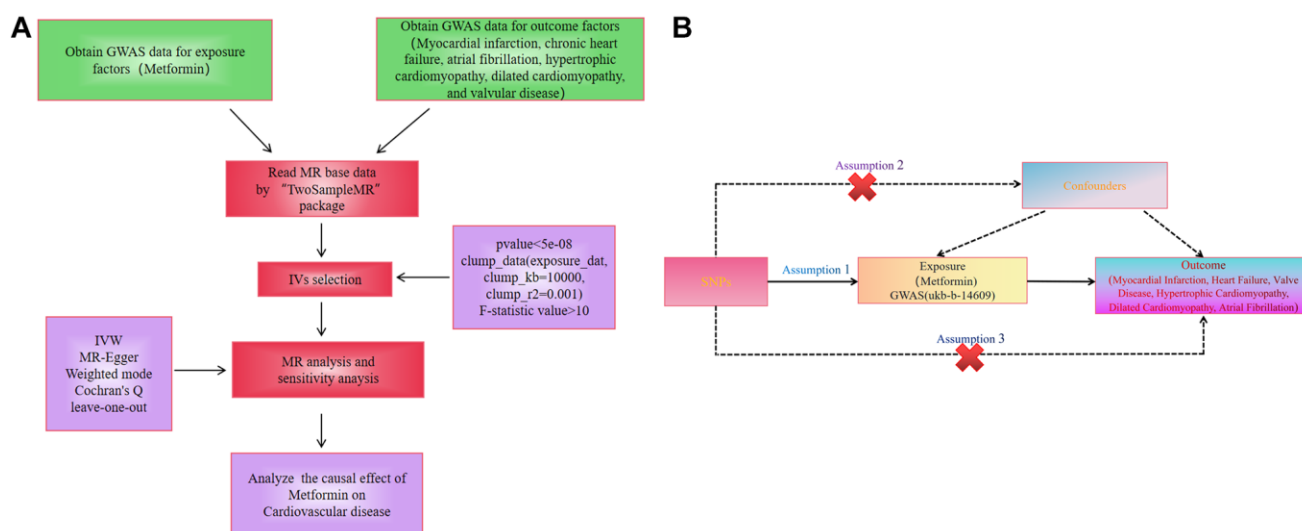 A
Obtain GWAS data for exposure
factors（Metformin）
Obtain GWAS data for outcome factors
（Myocardial infarction, chronic heart
failure, atrial fibrillation, hypertrophic
cardiomyopathy, dilated cardiomyopathy,
and valvular disease）
Read MR base data
by “TwoSampleMR”
package
IVs selection
pvalue<5e-08
clump_data(exposure_dat,
clump_kb=10000,
clump_r2=0.001)
F-statistic value>10
IVW
MR-Egger
Weighted mode
Cochran's Q
leave-one-out
MR analysis and
sensitivity anaysis
Analyze the causal effect of
Metformin on
Cardiovascular disease
B
Assumption 2
Confounders
SNPs
Assumption 1
Exposure
(Metformin)
GWAS(ukb-b-14609)
Outcome
(Myocardial Infarction, Heart Failure, Valve
Disease, Hypertrophic Cardiomyopathy,
Dilated Cardiomyopathy, Atrial Fibrillation)
Assumption 3